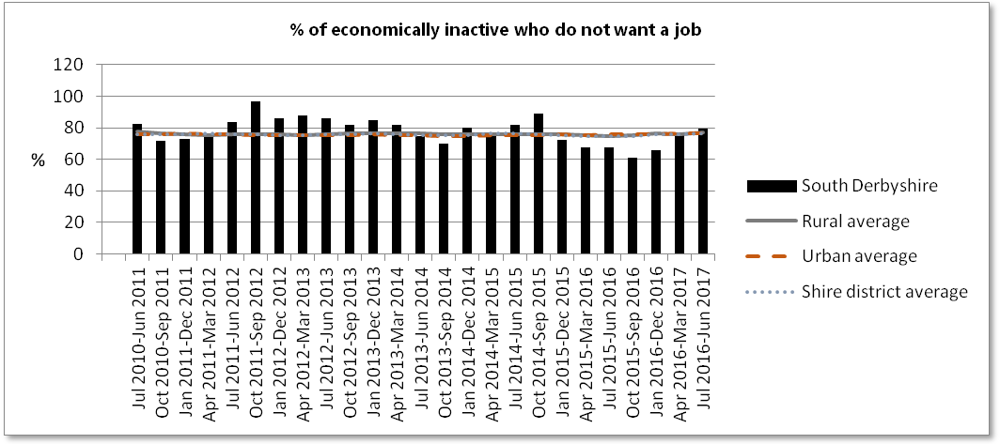 % of economically inactive who do not want a job
120
100
80
60
40
20
0
%
Jul 2010-Jun 2011
Oct 2010-Sep 2011
Jan 2011-Dec 2011
Apr 2011-Mar 2012
Jul 2011-Jun 2012
Oct 2011-Sep 2012
Jan 2012-Dec 2012
Apr 2012-Mar 2013
Jul 2012-Jun 2013
Oct 2012-Sep 2013
Jan 2013-Dec 2013
Apr 2013-Mar 2014
Jul 2013-Jun 2014
Oct 2013-Sep 2014
Jan 2014-Dec 2014
Apr 2014-Mar 2015
Jul 2014-Jun 2015
Oct 2014-Sep 2015
Jan 2015-Dec 2015
Apr 2015-Mar 2016
Jul 2015-Jun 2016
Oct 2015-Sep 2016
Jan 2016-Dec 2016
Apr 2016-Mar 2017
Jul 2016-Jun 2017
South Derbyshire
Rural average
Urban average
Shire district average